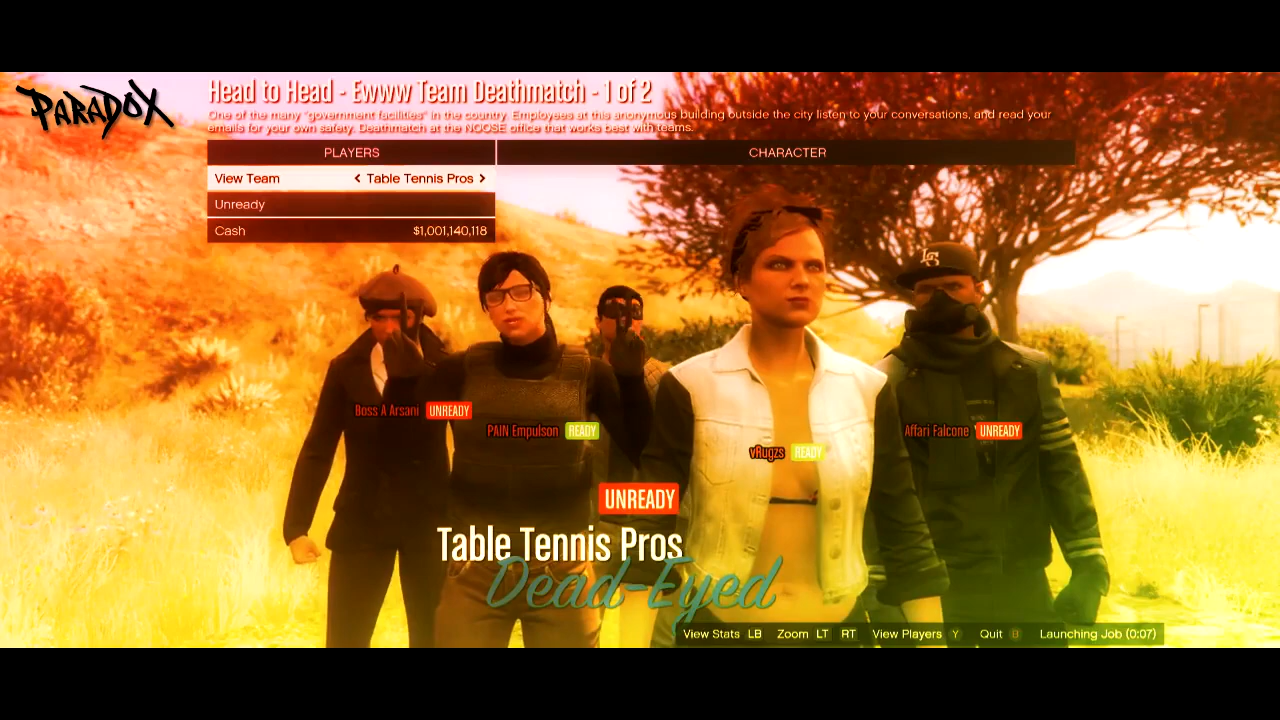 PARADOX
Head to Head - Ewww Team Deathmatch - 1 of 2
One of the many "government facilities" in the country. Employees at this anonymous building outside the city listen to your conversations, and read your
emails for your own safety. Deathmatch at the NOOSE office that works best with teams.
PLAYERS CHARACTER
View Team < Table Tennis Pros >
Unready
Cash $1,001,140,118
LS
Boss A Arsani UNREADY
PAIN Empulson READY
Affari Falcone UNREADY
vRugzs READY
UNREADY
Table Tennis Pros
Dead-Eyed
View Stats LB Zoom LT RT View Players Y Quit B Launching Job (0:07)